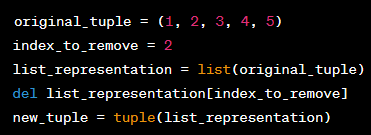 original_tuple = (1, 2, 3, 4, 5)
index_to_remove = 2
list_representation = list(original_tuple)
del list_representation[index_to_remove]
new_tuple = tuple(list_representation)